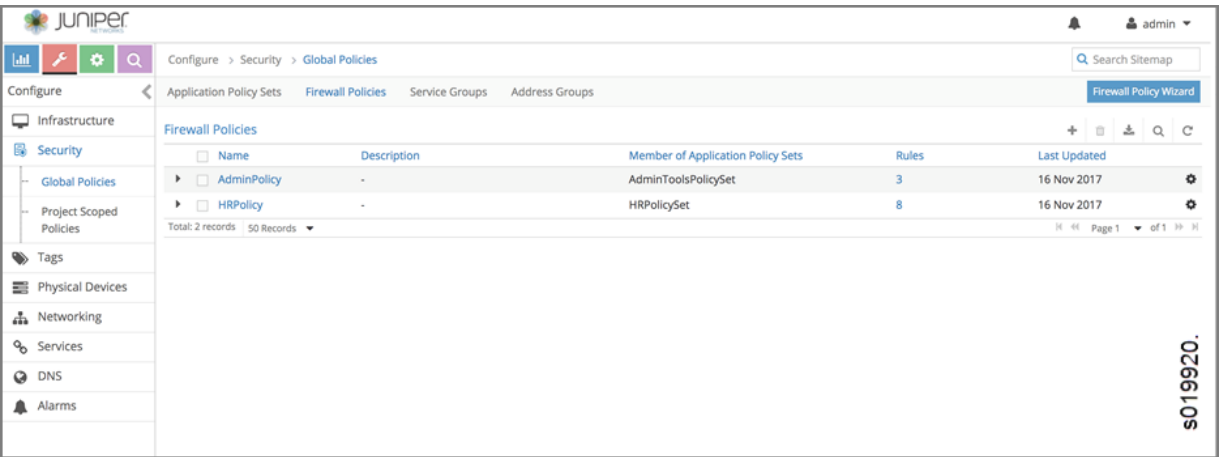 JUNIPER
NETWORKS
admin
Configure > Security > Global Policies
Search Sitemap
Configure
Application Policy Sets Firewall Policies Service Groups Address Groups
Firewall Policy Wizard
Infrastructure
Security
Global Policies
Project Scoped
Policies
Tags
Physical Devices
Networking
Services
DNS
Alarms
Firewall Policies
Name Description Member of Application Policy Sets Rules Last Updated
AdminPolicy - AdminToolsPolicySet 3 16 Nov 2017
HRPolicy - HRPolicySet 8 16 Nov 2017
Total: 2 records 50 Records Page 1 of 1
s019920.